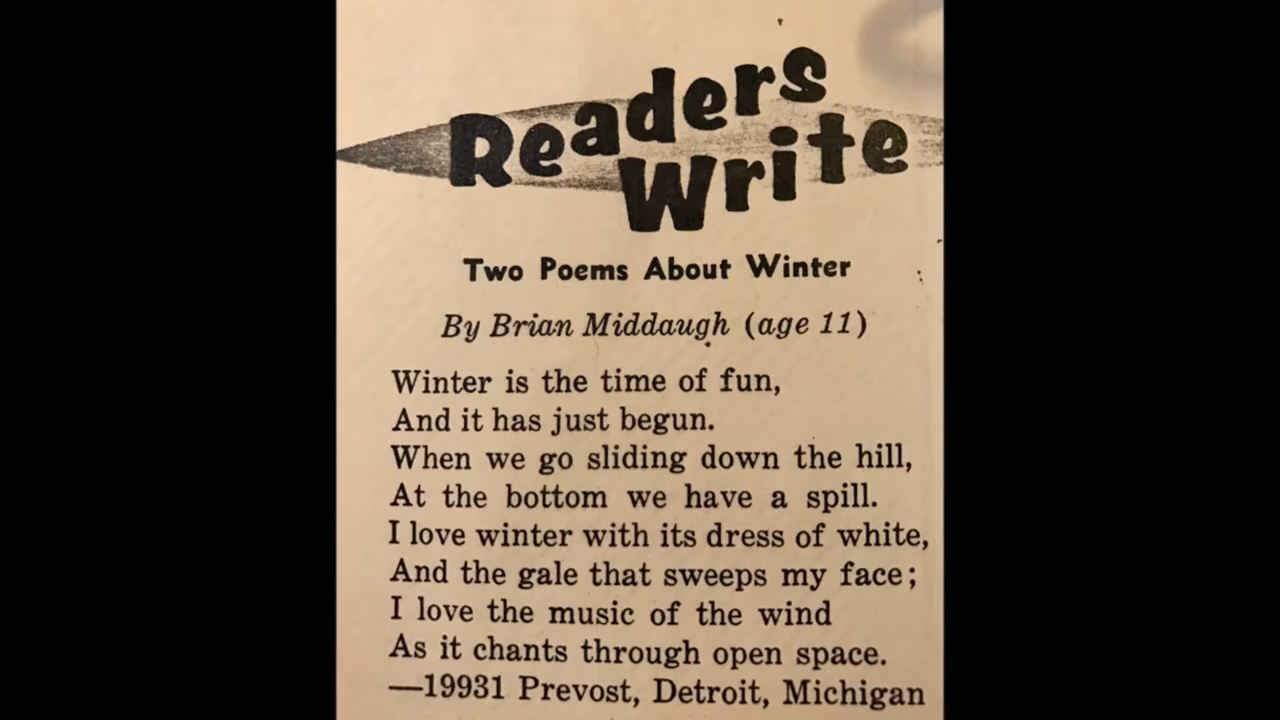 Readers
Write
Two Poems About Winter
By Brian Middaugh (age 11)
Winter is the time of fun,
And it has just begun.
When we go sliding down the hill,
At the bottom we have a spill.
I love winter with its dress of white,
And the gale that sweeps my face;
I love the music of the wind
As it chants through open space.
—19931 Prevost, Detroit, Michigan